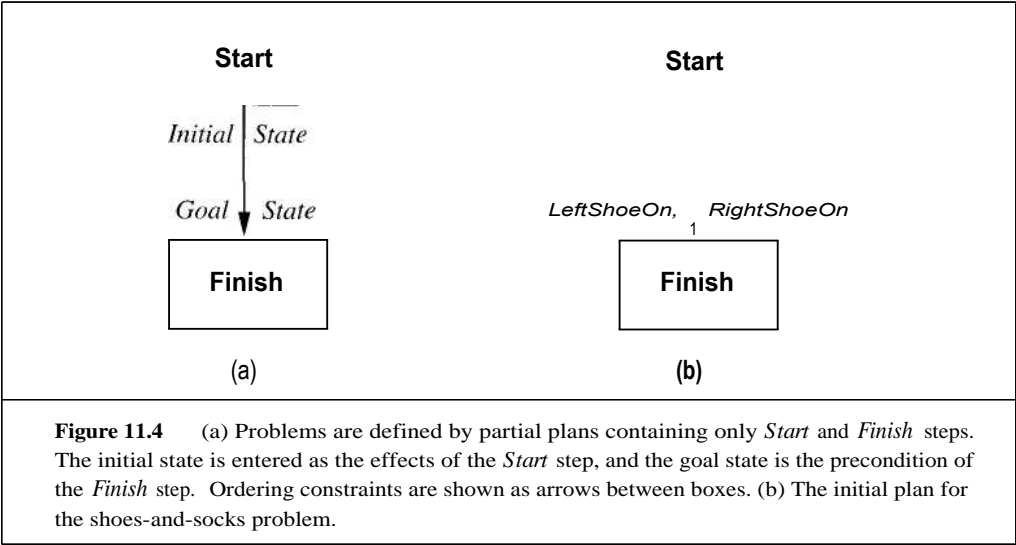 Start
Initial State
Goal State
Finish
(a)
Start
LeftShoeOn, RightShoeOn
1
Finish
(b)
Figure 11.4 (a) Problems are defined by partial plans containing only Start and Finish steps.
The initial state is entered as the effects of the Start step, and the goal state is the precondition of
the Finish step. Ordering constraints are shown as arrows between boxes. (b) The initial plan for
the shoes-and-socks problem.